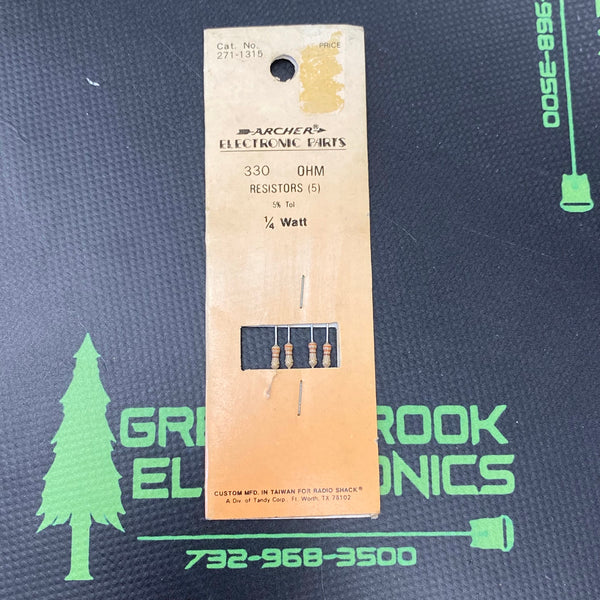 Cat. No.
271-1315
PRICE
ARCHER®
ELECTRONIC PARTS
330 OHM
RESISTORS (5)
5% Tol
¼ Watt
CUSTOM MFD. IN TAIWAN FOR RADIO SHACK®
A Div. of Tandy Corp. Ft. Worth, TX 76102
GRE ROOK
ELE ONICS
732-968-3500
968-3500